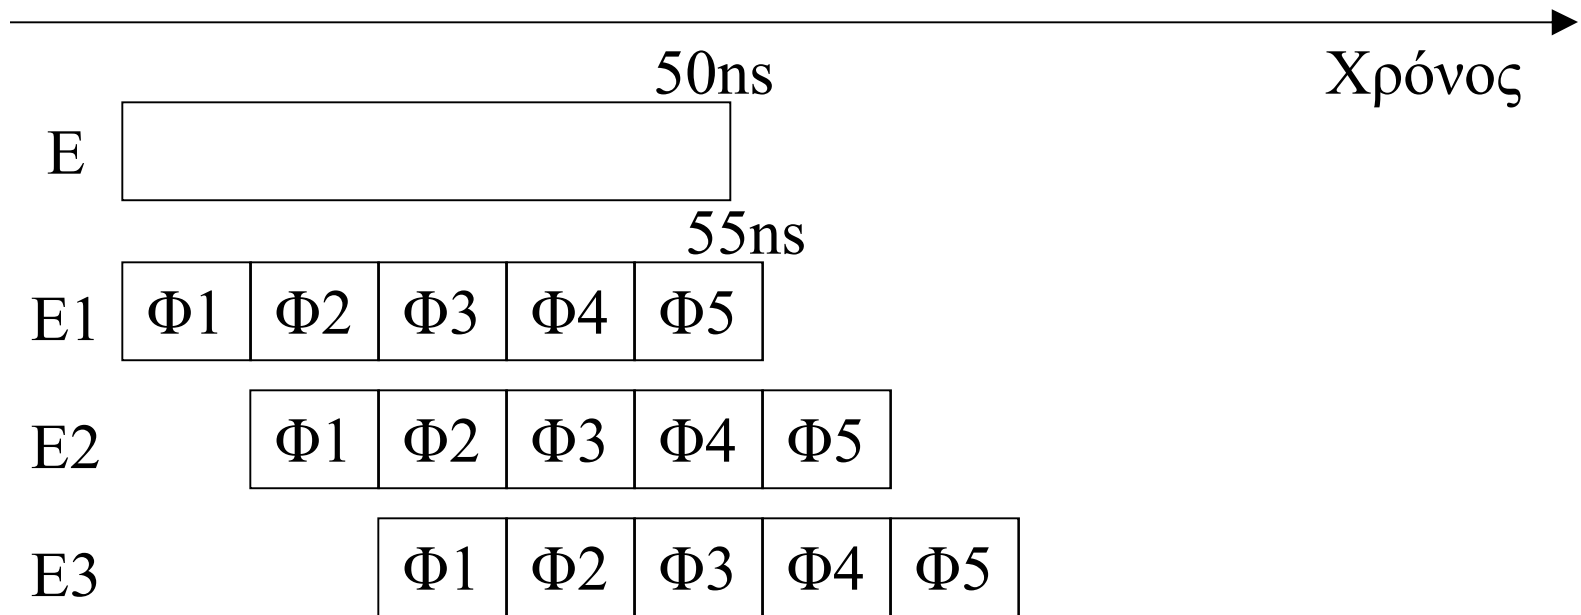 50ns
Χρόνος
Ε
55ns
Ε1 Φ1 Φ2 Φ3 Φ4 Φ5
Ε2 Φ1 Φ2 Φ3 Φ4 Φ5
Ε3 Φ1 Φ2 Φ3 Φ4 Φ5